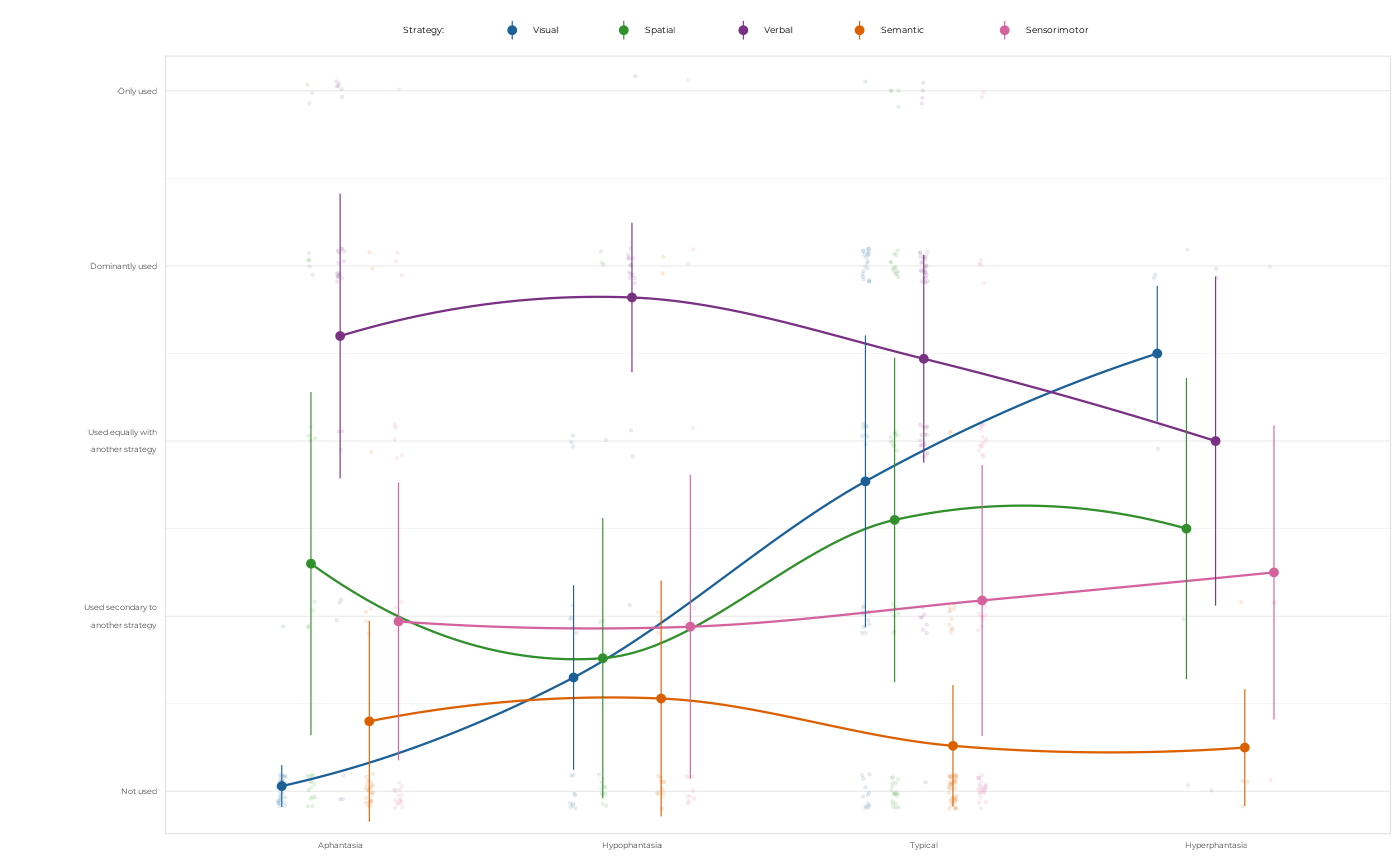 Strategy: Visual Spatial Verbal Semantic Sensorimotor
Only used
Dominantly used
Used equally with
another strategy
Used secondary to
another strategy
Not used
Aphantasia Hypophantasia Typical Hyperphantasia